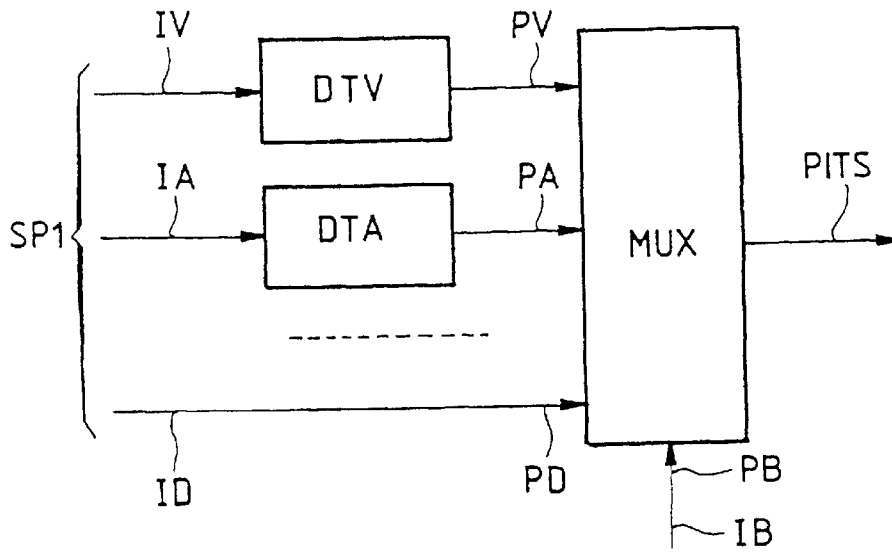 IV PV
DTV
IA PA PITS
SP1 DTA MUX
ID PD PB
IB